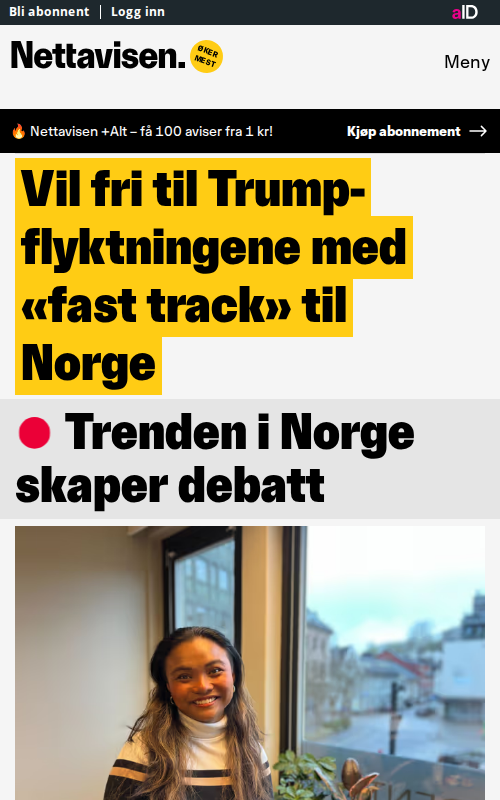 Bli abonnent | Logg inn
aID
Nettavisen.
ØKER
MEST
Meny
🔥 Nettavisen +Alt – få 100 aviser fra 1 kr!
Kjøp abonnement →
Vil fri til Trump-
flyktningene med
«fast track» til
Norge
Trenden i Norge
skaper debatt